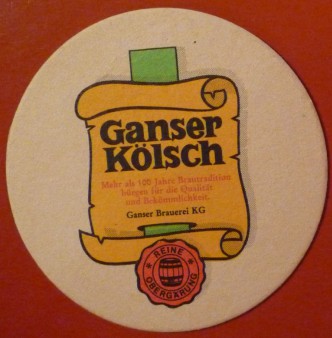 Ganser
Kölsch
Mehr als 100 Jahre Brautradition
bürgen für die Qualität
und Bekömmlichkeit.
Ganser Brauerei KG
REINE
OBERGÄRUNG